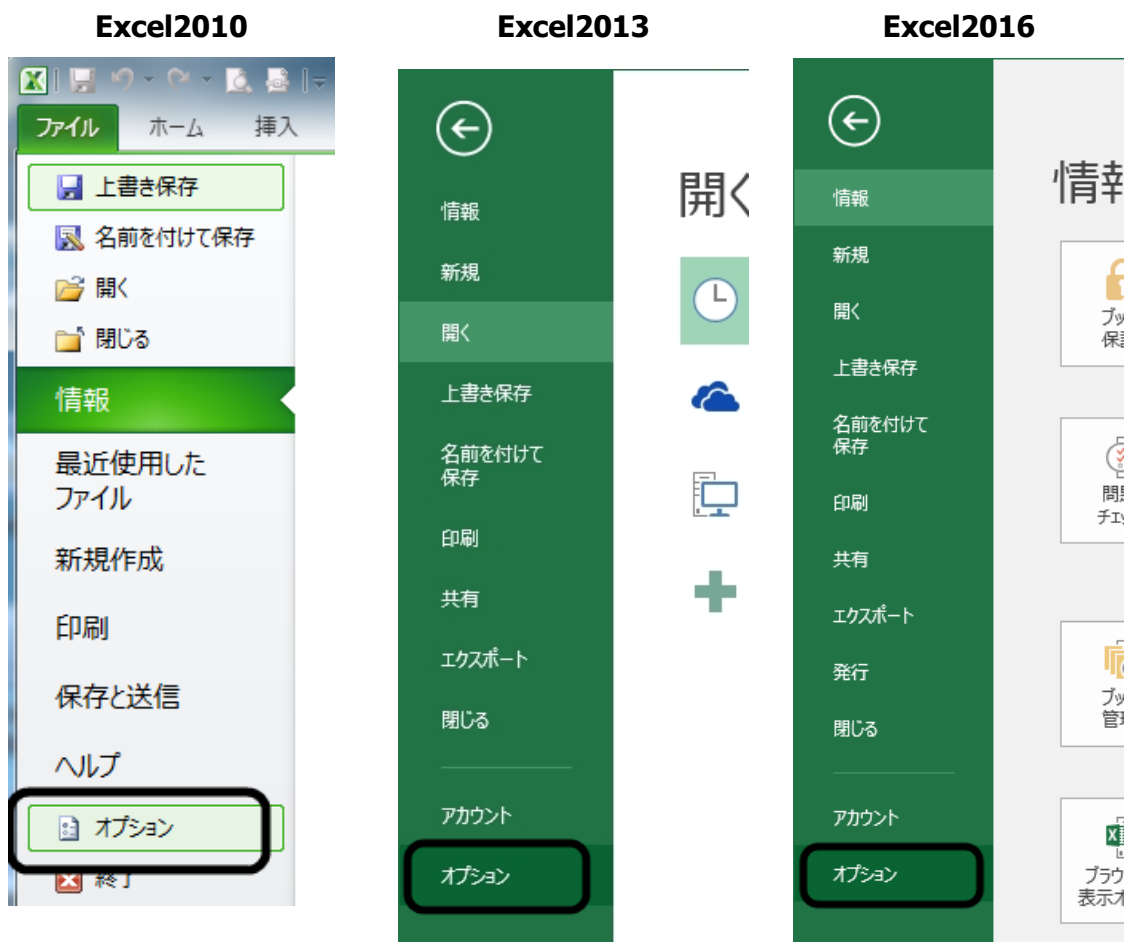 Excel2010
ファイル ホーム 挿入
上書き保存
名前を付けて保存
開く
閉じる
情報
最近使用した
ファイル
新規作成
印刷
保存と送信
ヘルプ
オプション
終了
Excel2013
情報
新規
開く
上書き保存
名前を付けて
保存
印刷
共有
エクスポート
閉じる
アカウント
オプション
開く
Excel2016
情報
新規
開く
上書き保存
名前を付けて
保存
印刷
共有
エクスポート
発行
閉じる
アカウント
オプション
情報